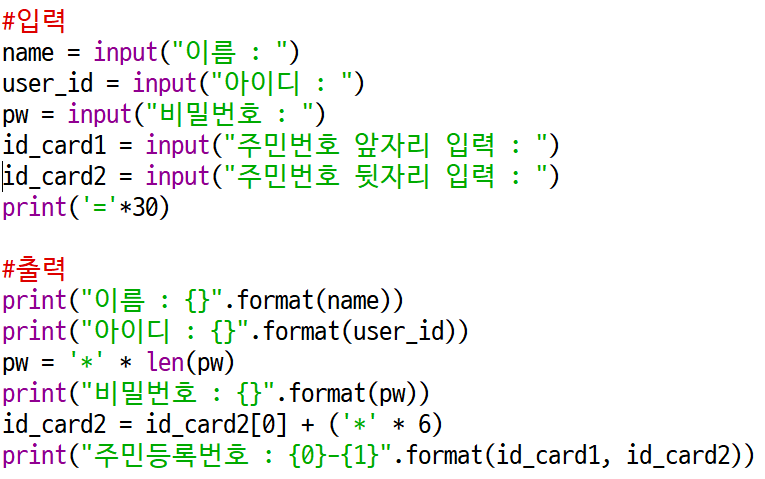 #입력
name = input("이름 : ")
user_id = input("아이디 : ")
pw = input("비밀번호 : ")
id_card1 = input("주민번호 앞자리 입력 : ")
id_card2 = input("주민번호 뒷자리 입력 : ")
print('='*30)

#출력
print("이름 : {}".format(name))
print("아이디 : {}".format(user_id))
pw = '*' * len(pw)
print("비밀번호 : {}".format(pw))
id_card2 = id_card2[0] + ('*' * 6)
print("주민등록번호 : {0}-{1}".format(id_card1, id_card2))